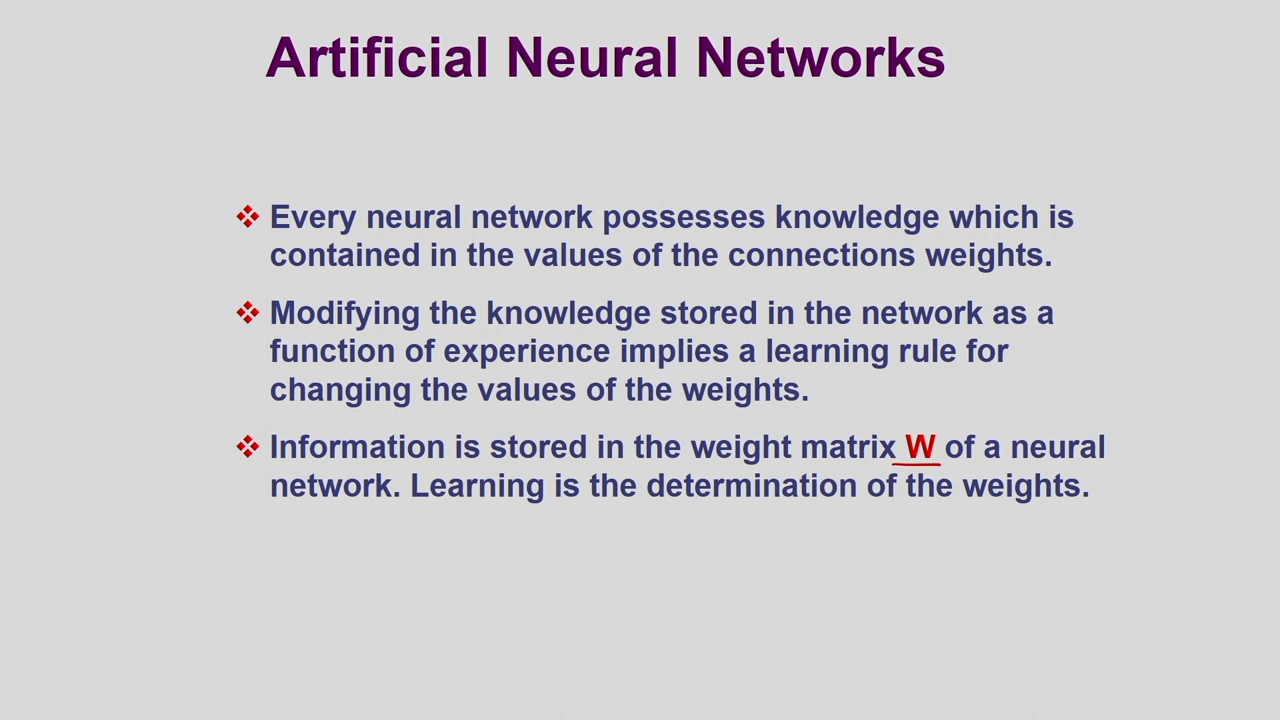 Artificial Neural Networks
Every neural network possesses knowledge which is
contained in the values of the connections weights.
Modifying the knowledge stored in the network as a
function of experience implies a learning rule for
changing the values of the weights.
Information is stored in the weight matrix W of a neural
network. Learning is the determination of the weights.